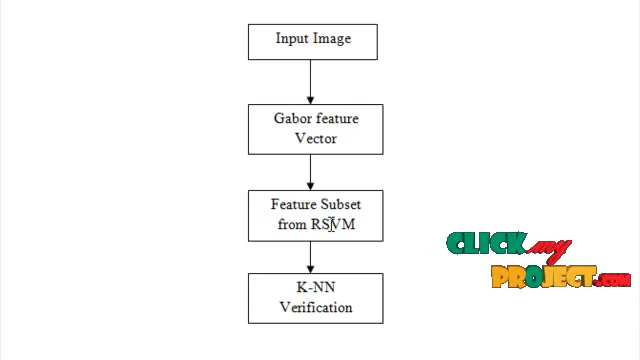 Input Image
Gabor feature
Vector
Feature Subset
from RSVM
K-NN
Verification
CLICK my
PROJECT.com